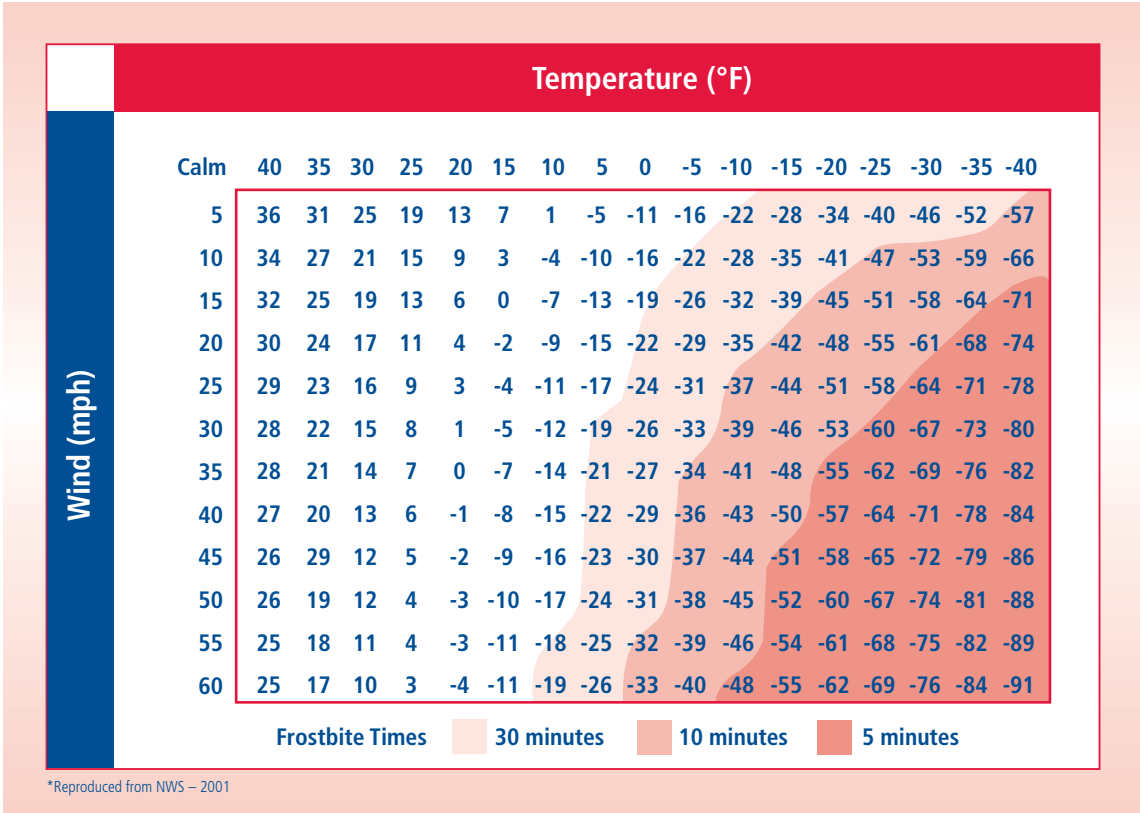 Temperature (°F)
Wind (mph)
Calm 40 35 30 25 20 15 10 5 0 -5 -10 -15 -20 -25 -30 -35 -40
5 36 31 25 19 13 7 1 -5 -11 -16 -22 -28 -34 -40 -46 -52 -57
10 34 27 21 15 9 3 -4 -10 -16 -22 -28 -35 -41 -47 -53 -59 -66
15 32 25 19 13 6 0 -7 -13 -19 -26 -32 -39 -45 -51 -58 -64 -71
20 30 24 17 11 4 -2 -9 -15 -22 -29 -35 -42 -48 -55 -61 -68 -74
25 29 23 16 9 3 -4 -11 -17 -24 -31 -37 -44 -51 -58 -64 -71 -78
30 28 22 15 8 1 -5 -12 -19 -26 -33 -39 -46 -53 -60 -67 -73 -80
35 28 21 14 7 0 -7 -14 -21 -27 -34 -41 -48 -55 -62 -69 -76 -82
40 27 20 13 6 -1 -8 -15 -22 -29 -36 -43 -50 -57 -64 -71 -78 -84
45 26 29 12 5 -2 -9 -16 -23 -30 -37 -44 -51 -58 -65 -72 -79 -86
50 26 19 12 4 -3 -10 -17 -24 -31 -38 -45 -52 -60 -67 -74 -81 -88
55 25 18 11 4 -3 -11 -18 -25 -32 -39 -46 -54 -61 -68 -75 -82 -89
60 25 17 10 3 -4 -11 -19 -26 -33 -40 -48 -55 -62 -69 -76 -84 -91
Frostbite Times 30 minutes 10 minutes 5 minutes
*Reproduced from NWS – 2001